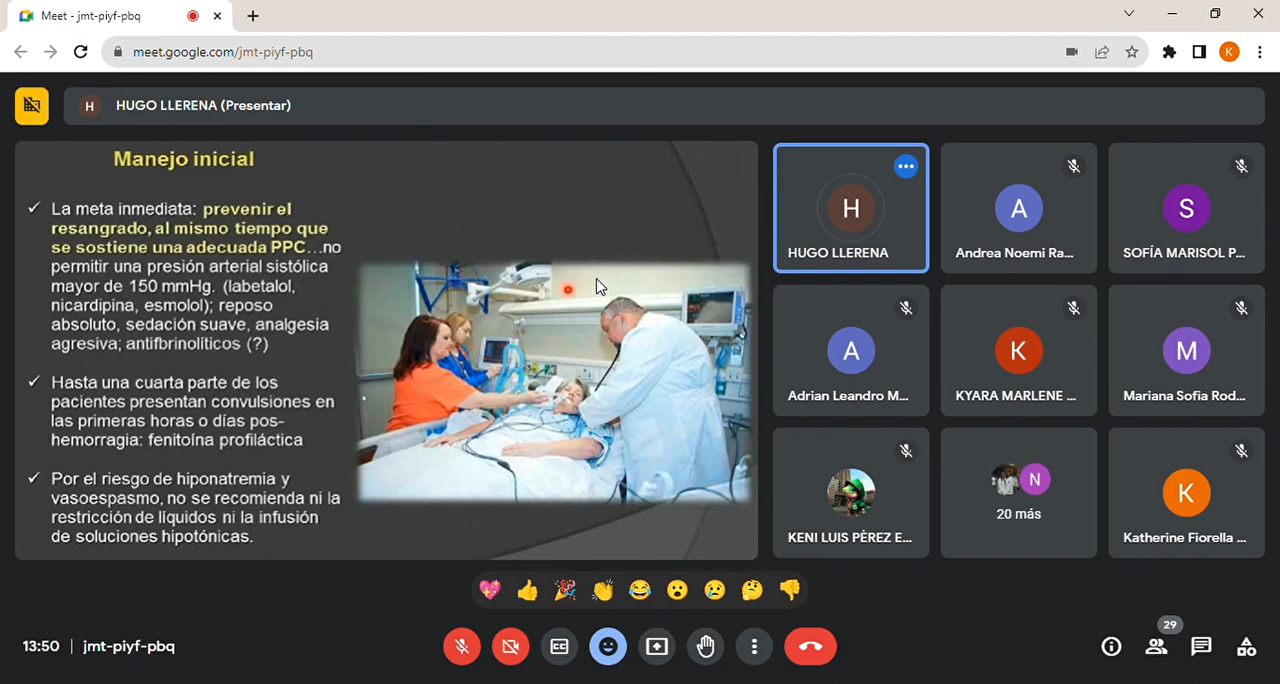 Meet - jmt-piyf-pbq
meet.google.com/jmt-piyf-pbq
K
H
HUGO LLERENA (Presentar)
Manejo inicial
✓ La meta inmediata: prevenir el
resangrado, al mismo tiempo que
se sostiene una adecuada PPC...no
permitir una presión arterial sistólica
mayor de 150 mmHg. (labetalol,
nicardipina, esmolol); reposo
absoluto, sedación suave, analgesia
agresiva; antifibrinolíticos (?)
✓ Hasta una cuarta parte de los
pacientes presentan convulsiones en
las primeras horas o días pos-
hemorragia: fenitoína profiláctica
✓ Por el riesgo de hiponatremia y
vasoespasmo, no se recomienda ni la
restricción de líquidos ni la infusión
de soluciones hipotónicas.
H
HUGO LLERENA
A
Andrea Noemi Ra...
S
SOFÍA MARISOL P...
A
Adrian Leandro M...
K
KYARA MARLENE ...
M
Mariana Sofia Rod...
KENI LUIS PÈREZ E...
N
20 más
K
Katherine Fiorella ...
13:50 | jmt-piyf-pbq
29